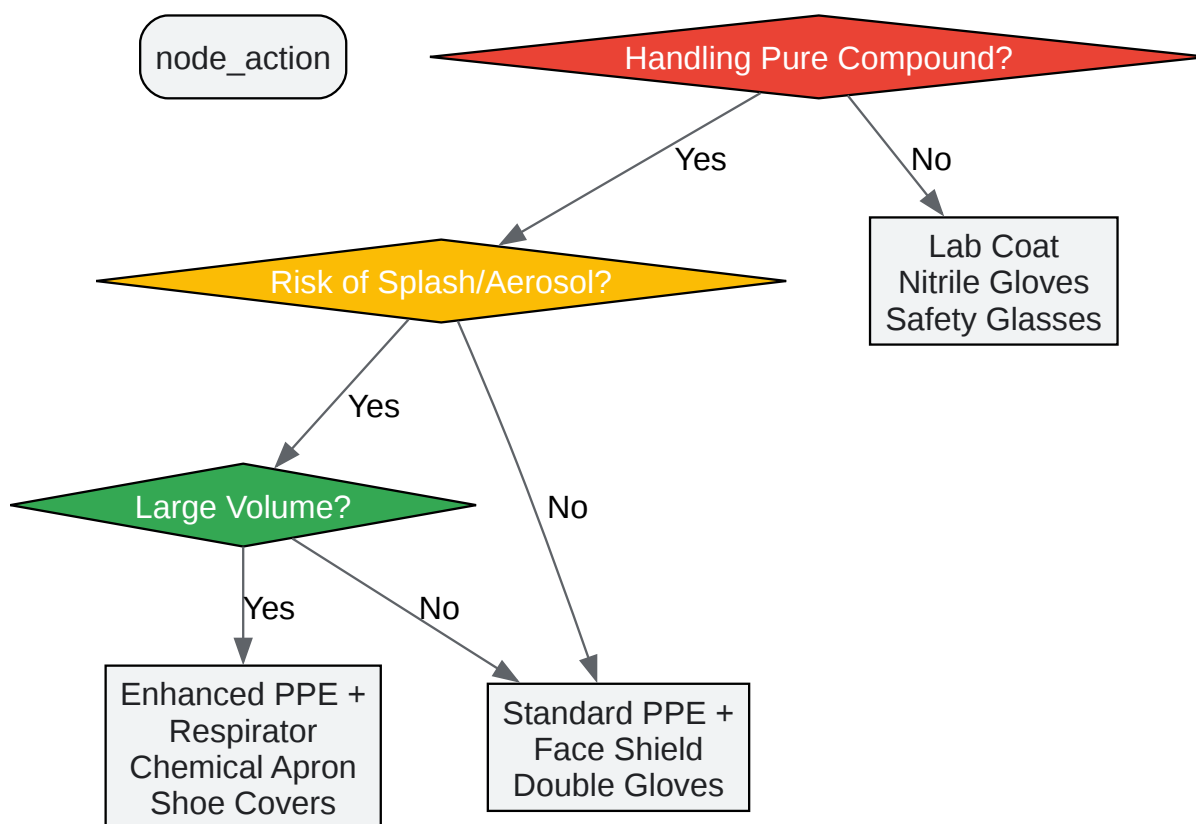 node_action
Handling Pure Compound?
Yes
No
Lab Coat
Nitrile Gloves
Safety Glasses
Risk of Splash/Aerosol?
Yes
No
Large Volume?
Yes
No
Enhanced PPE +
Respirator
Chemical Apron
Shoe Covers
Standard PPE +
Face Shield
Double Gloves